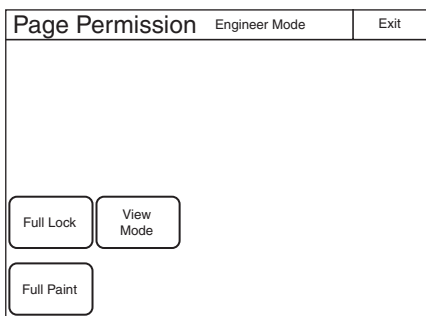 Page Permission Engineer Mode Exit
Full Lock
View
Mode
Full Paint